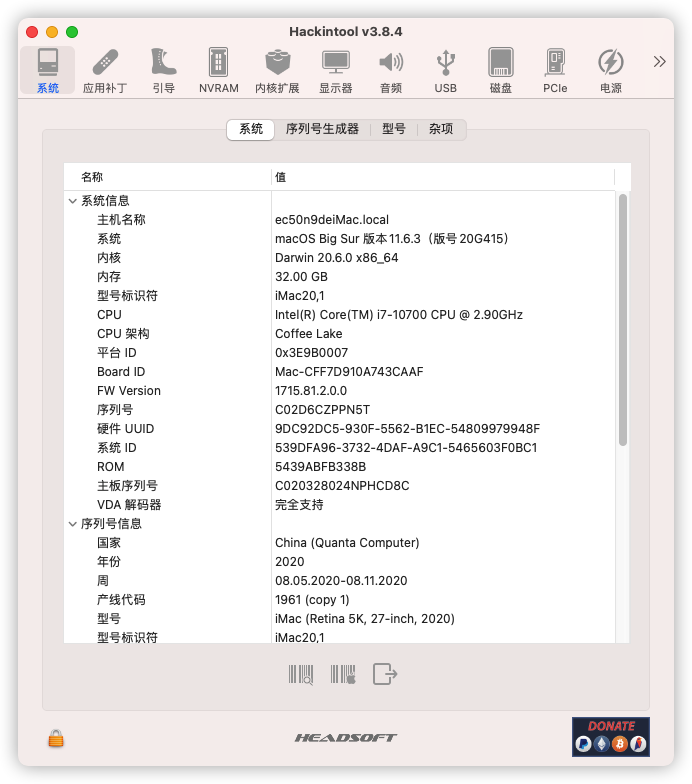 Hackintool v3.8.4
系统 应用补丁 引导 NVRAM 内核扩展 显示器 音频 USB 磁盘 PCIe 电源
系统 序列号生成器 型号 杂项
名称 值
系统信息
主机名称 ec50n9deiMac.local
系统 macOS Big Sur 版本11.6.3（版号20G415）
内核 Darwin 20.6.0 x86_64
内存 32.00 GB
型号标识符 iMac20,1
CPU Intel(R) Core(TM) i7-10700 CPU @ 2.90GHz
CPU 架构 Coffee Lake
平台 ID 0x3E9B0007
Board ID Mac-CFF7D910A743CAAF
FW Version 1715.81.2.0.0
序列号 C02D6CZPPN5T
硬件 UUID 9DC92DC5-930F-5562-B1EC-54809979948F
系统 ID 539DFA96-3732-4DAF-A9C1-5465603F0BC1
ROM 5439ABFB338B
主板序列号 C020328024NPHCD8C
VDA 解码器 完全支持
序列号信息
国家 China (Quanta Computer)
年份 2020
周 08.05.2020-08.11.2020
产线代码 1961 (copy 1)
型号 iMac (Retina 5K, 27-inch, 2020)
型号标识符 iMac20,1
HEADSOFT
DONATE